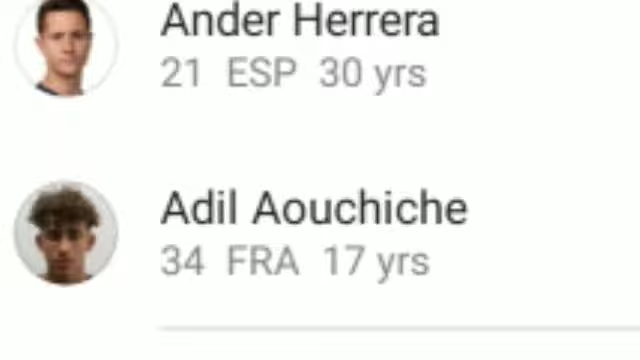 Ander Herrera
21 ESP 30 yrs
Adil Aouchiche
34 FRA 17 yrs